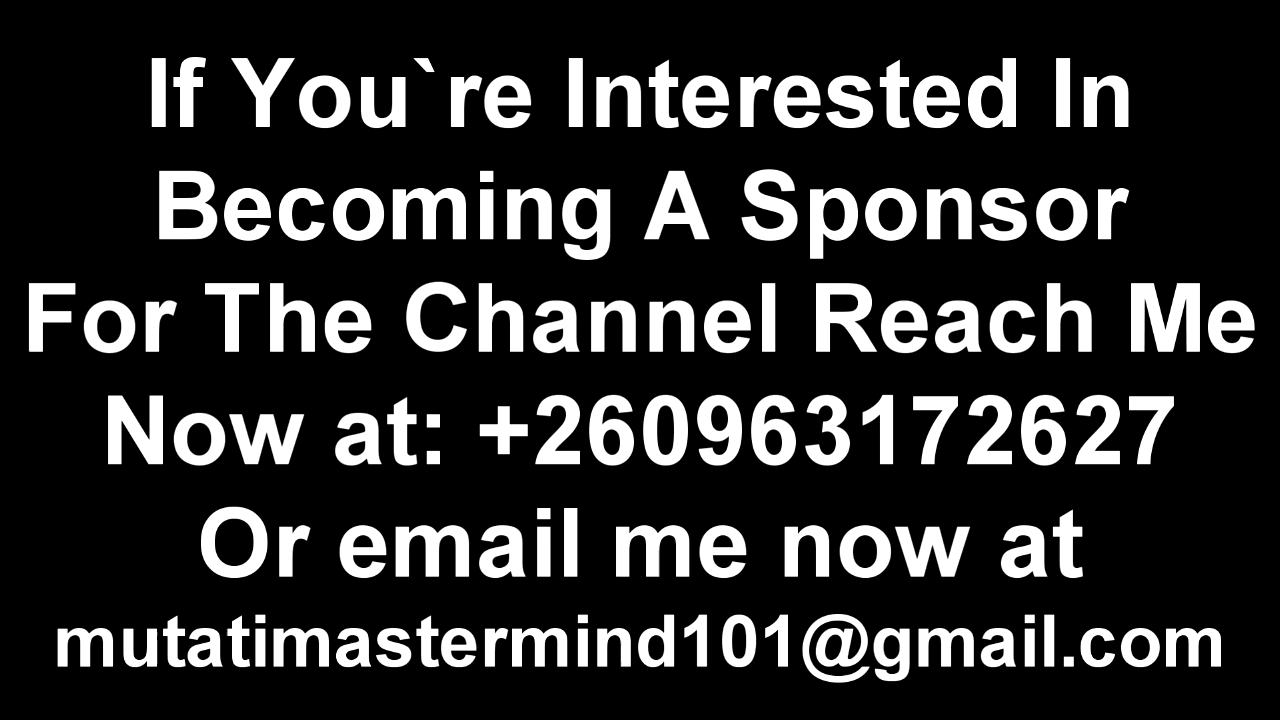 If You`re Interested In
Becoming A Sponsor
For The Channel Reach Me
Now at: +260963172627
Or email me now at
mutatimastermind101@gmail.com